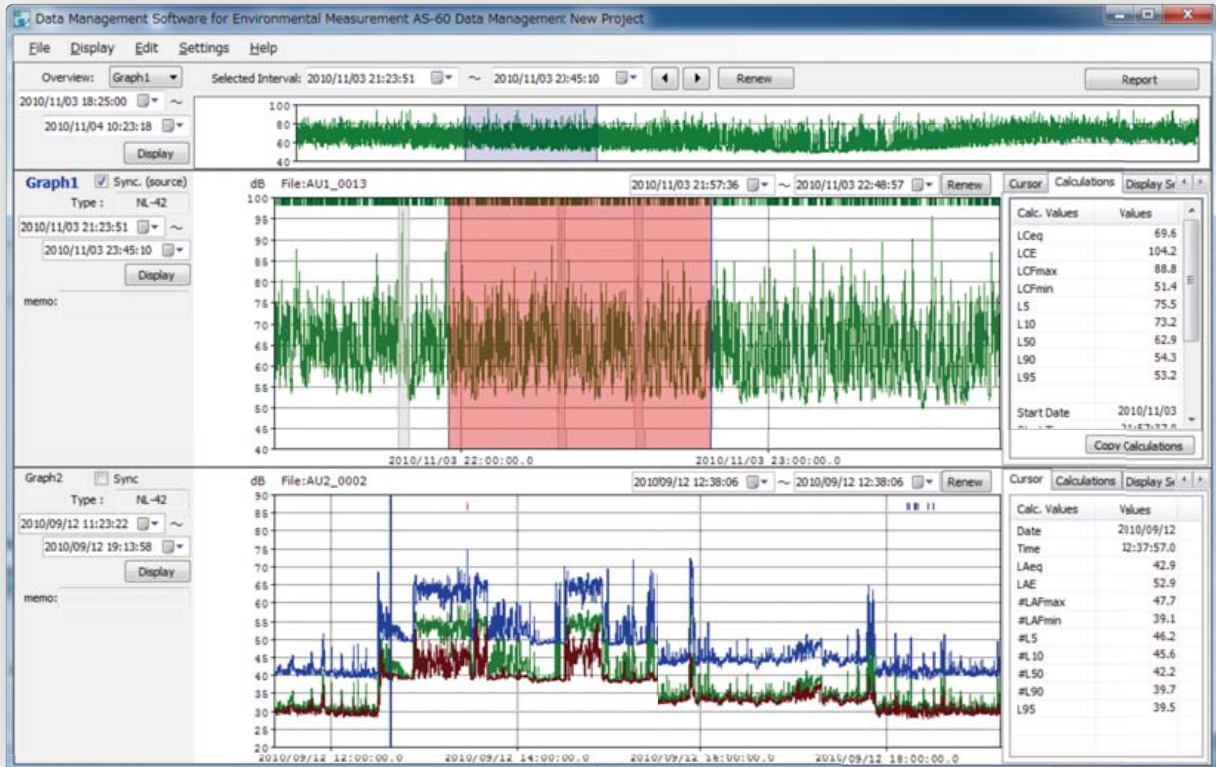 Data Management Software for Environmental Measurement AS-60 Data Management New Project
File Display Edit Settings Help
Overview: Graph1 Selected Interval: 2010/11/03 21:23:51 ~ 2010/11/03 23:45:10 Renew Report
2010/11/03 18:25:00 ~
2010/11/04 10:23:18
Display
100
80
60
40
Graph1 Sync. (source)
Type : NL-42
2010/11/03 21:23:51 ~
2010/11/03 23:45:10
Display
memo:
dB File:AU1_0013 2010/11/03 21:57:36 ~ 2010/11/03 22:48:57 Renew
100
95
90
85
80
75
70
65
60
55
50
45
40
2010/11/03 22:00:00.0 2010/11/03 23:00:00.0
Cursor Calculations Display Se
Calc. Values Values
LCeq 69.6
LCE 104.2
LCFmax 88.8
LCFmin 51.4
L5 75.5
L10 73.2
L50 62.9
L90 54.3
L95 53.2
Start Date 2010/11/03
Copy Calculations
Graph2 Sync
Type : NL-42
2010/09/12 11:23:22 ~
2010/09/12 19:13:58
Display
memo:
dB File:AU2_0002 2010/09/12 12:38:06 ~ 2010/09/12 12:38:06 Renew
90
85
80
75
70
65
60
55
50
45
40
35
30
25
20
2010/09/12 12:00:00.0 2010/09/12 14:00:00.0 2010/09/12 16:00:00.0 2010/09/12 18:00:00.0
Cursor Calculations Display Se
Calc. Values Values
Date 2010/09/12
Time 12:37:57.0
LAeq 42.9
LAE 52.9
#LAFmax 47.7
#LAFmin 39.1
#L5 46.2
#L10 45.6
#L50 42.2
#L90 39.7
L95 39.5